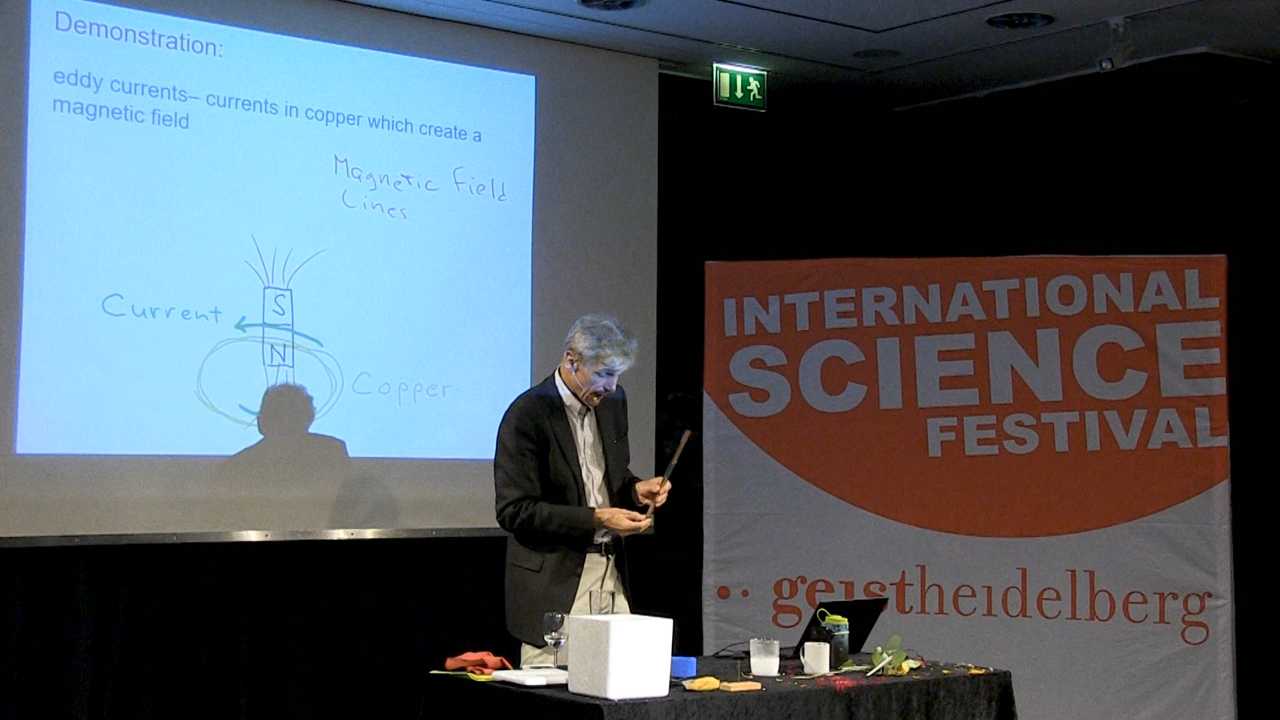 Demonstration:
eddy currents– currents in copper which create a
magnetic field
Magnetic Field
Lines
Current
S
N
Copper
INTERNATIONAL
SCIENCE
FESTIVAL
·· geistheidelberg